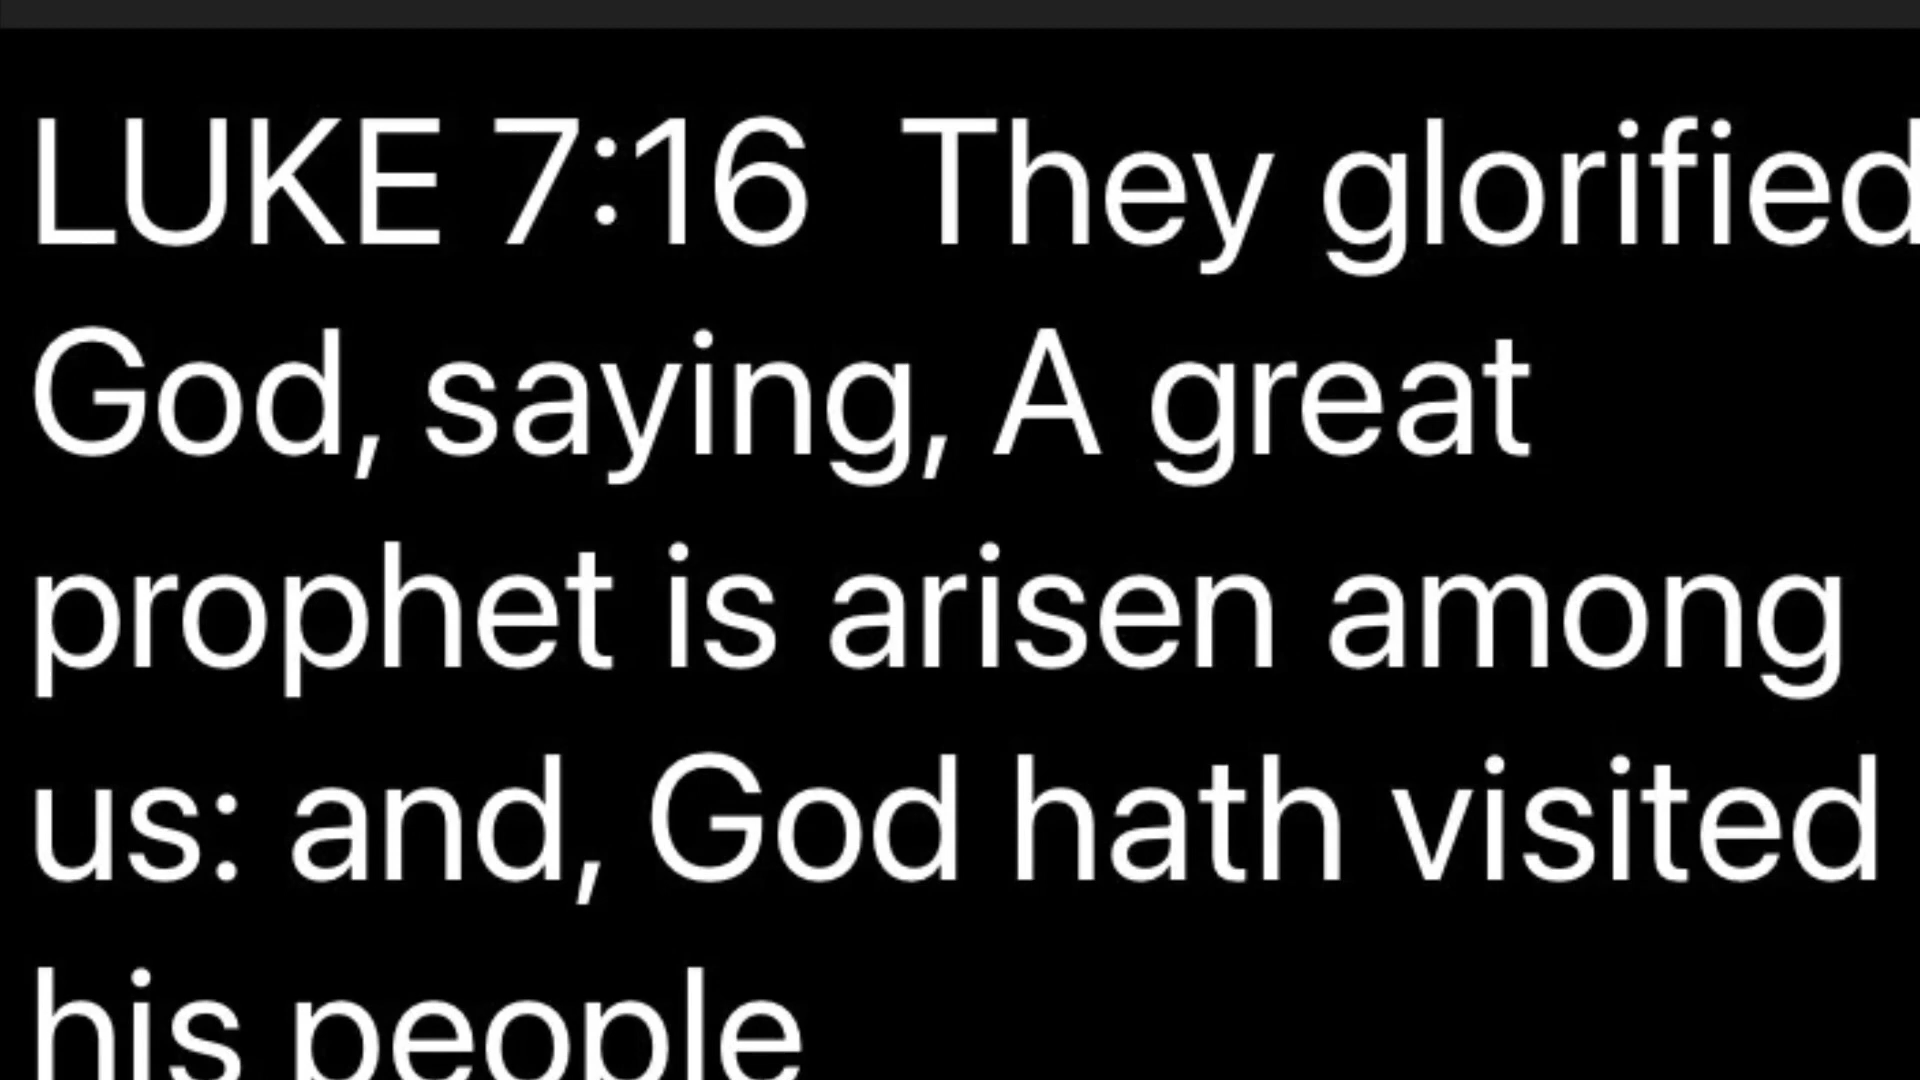 LUKE 7:16  They glorified
God, saying, A great
prophet is arisen among
us: and, God hath visited
his people